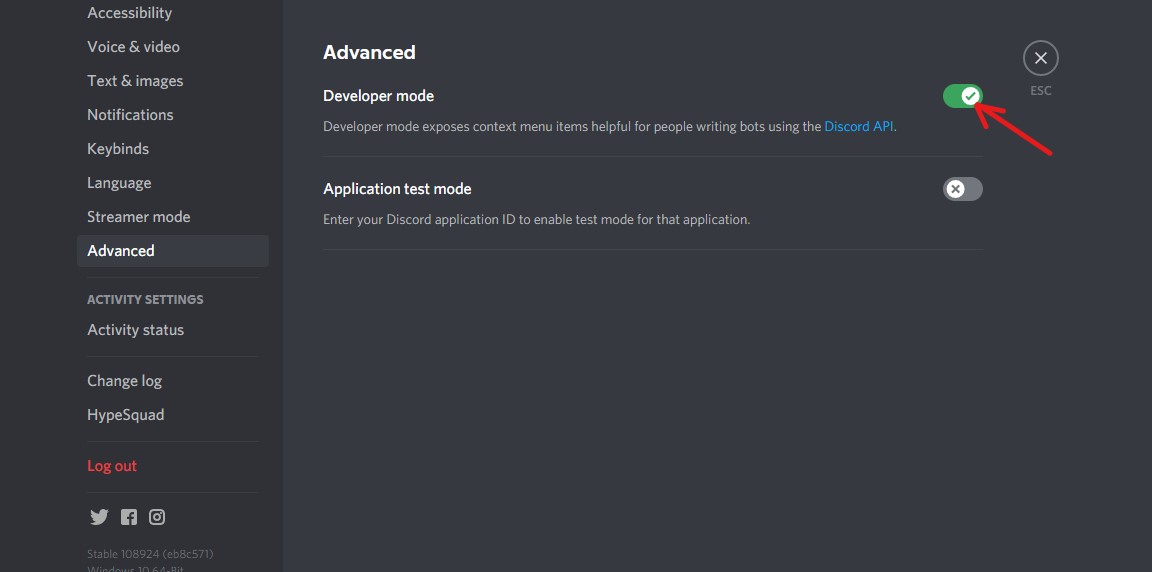 Accessibility
Voice & video
Text & images
Notifications
Keybinds
Language
Streamer mode
Advanced
ACTIVITY SETTINGS
Activity status
Change log
HypeSquad
Log out
Stable 108924 (eb8c571)
Windows 10 64-Bit
Advanced
Developer mode
Developer mode exposes context menu items helpful for people writing bots using the Discord API.
Application test mode
Enter your Discord application ID to enable test mode for that application.
ESC